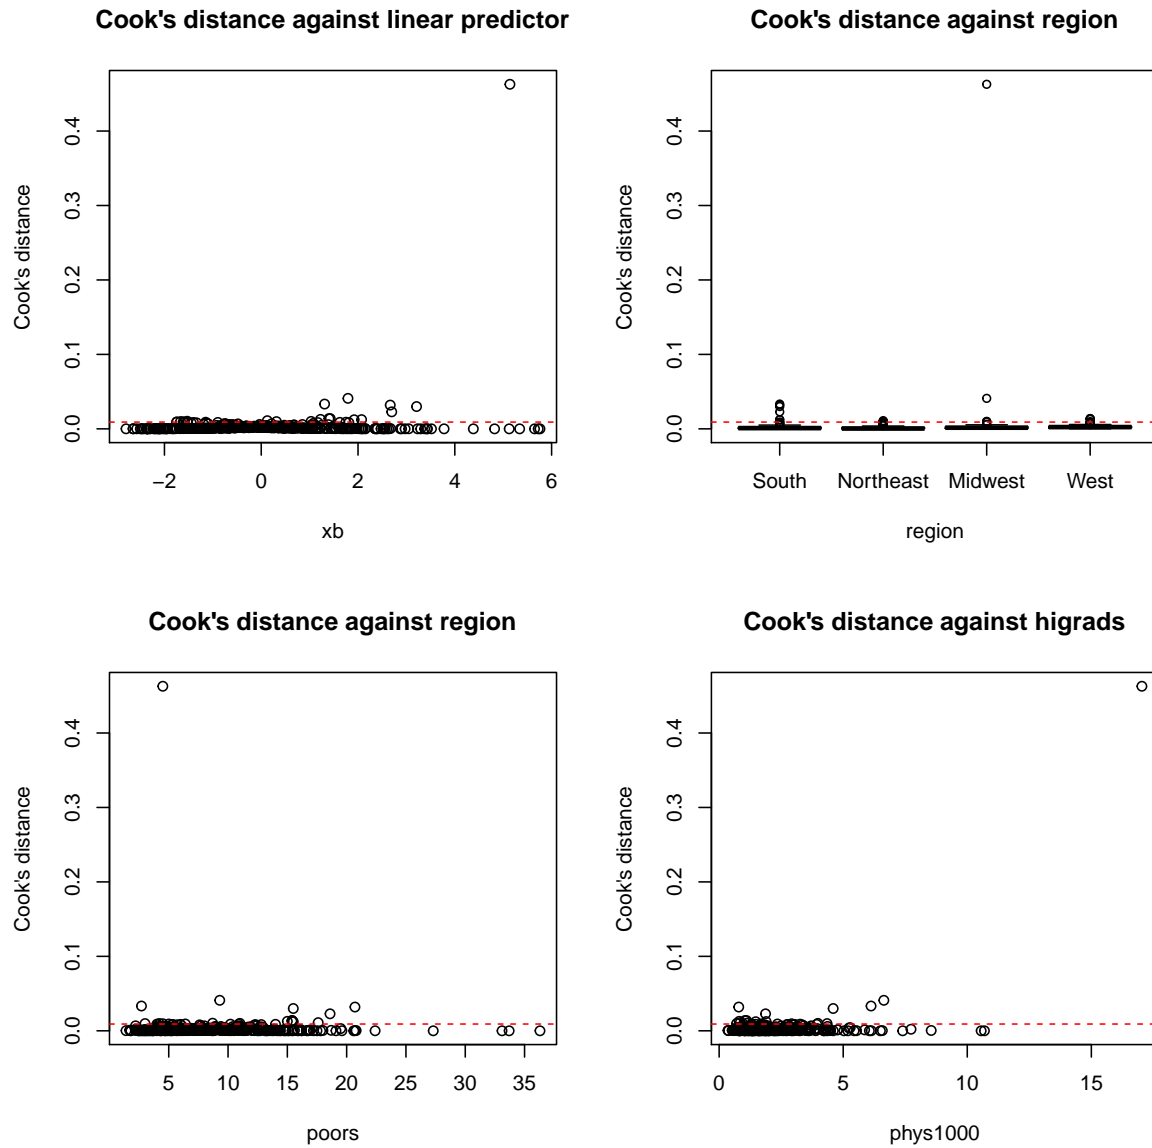 Cook's distance against linear predictor
Cook's distance
0.0 0.1 0.2 0.3 0.4
−2 0 2 4 6
xb
Cook's distance against region
Cook's distance
0.0 0.1 0.2 0.3 0.4
South Northeast Midwest West
region
Cook's distance against region
Cook's distance
0.0 0.1 0.2 0.3 0.4
5 10 15 20 25 30 35
poors
Cook's distance against higrads
Cook's distance
0.0 0.1 0.2 0.3 0.4
0 5 10 15
phys1000